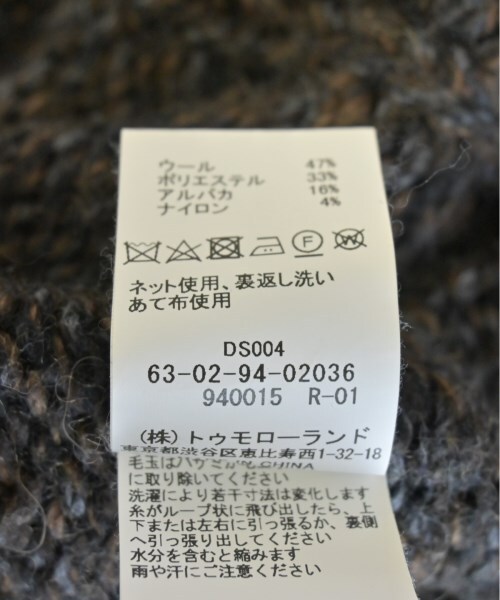 ウール 47%
ポリエステル 33%
アルパカ 16%
ナイロン 4%
F W
ネット使用、裏返し洗い
あて布使用
DS004
63-02-94-02036
940015 R-01
(株)トゥモローランド
東京都渋谷区恵比寿西1-32-18
毛玉はハサミ
CHINA
に取り除いてください
洗濯により若干寸法は変化します
糸がループ状に飛び出したら、上
下または左右に引っ張るか、裏側
へ引っ張り出してください
水分を含むと縮みます
雨や汗にご注意ください